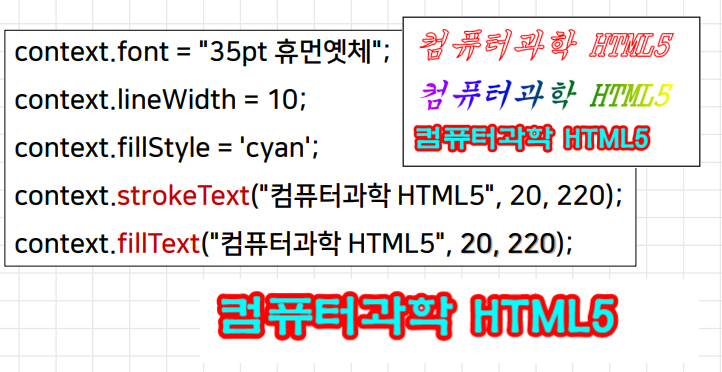 context.font = "35pt 휴먼옛체";
context.lineWidth = 10;
context.fillStyle = 'cyan';
context.strokeText("컴퓨터과학 HTML5", 20, 220);
context.fillText("컴퓨터과학 HTML5", 20, 220);
컴퓨터과학 HTML5
컴퓨터과학 HTML5
컴퓨터과학 HTML5
컴퓨터과학 HTML5